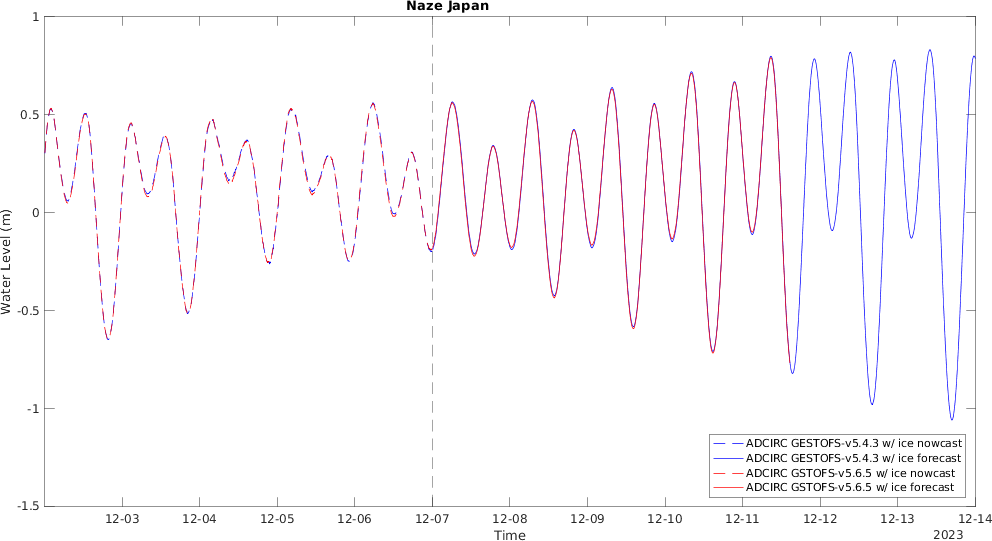 Naze Japan
1
0.5
0
-0.5
-1
-1.5
Water Level (m)
ADCIRC GESTOFS-v5.4.3 w/ ice nowcast
ADCIRC GESTOFS-v5.4.3 w/ ice forecast
ADCIRC GSTOFS-v5.6.5 w/ ice nowcast
ADCIRC GSTOFS-v5.6.5 w/ ice forecast
12-03 12-04 12-05 12-06 12-07 12-08 12-09 12-10 12-11 12-12 12-13 12-14
Time
2023